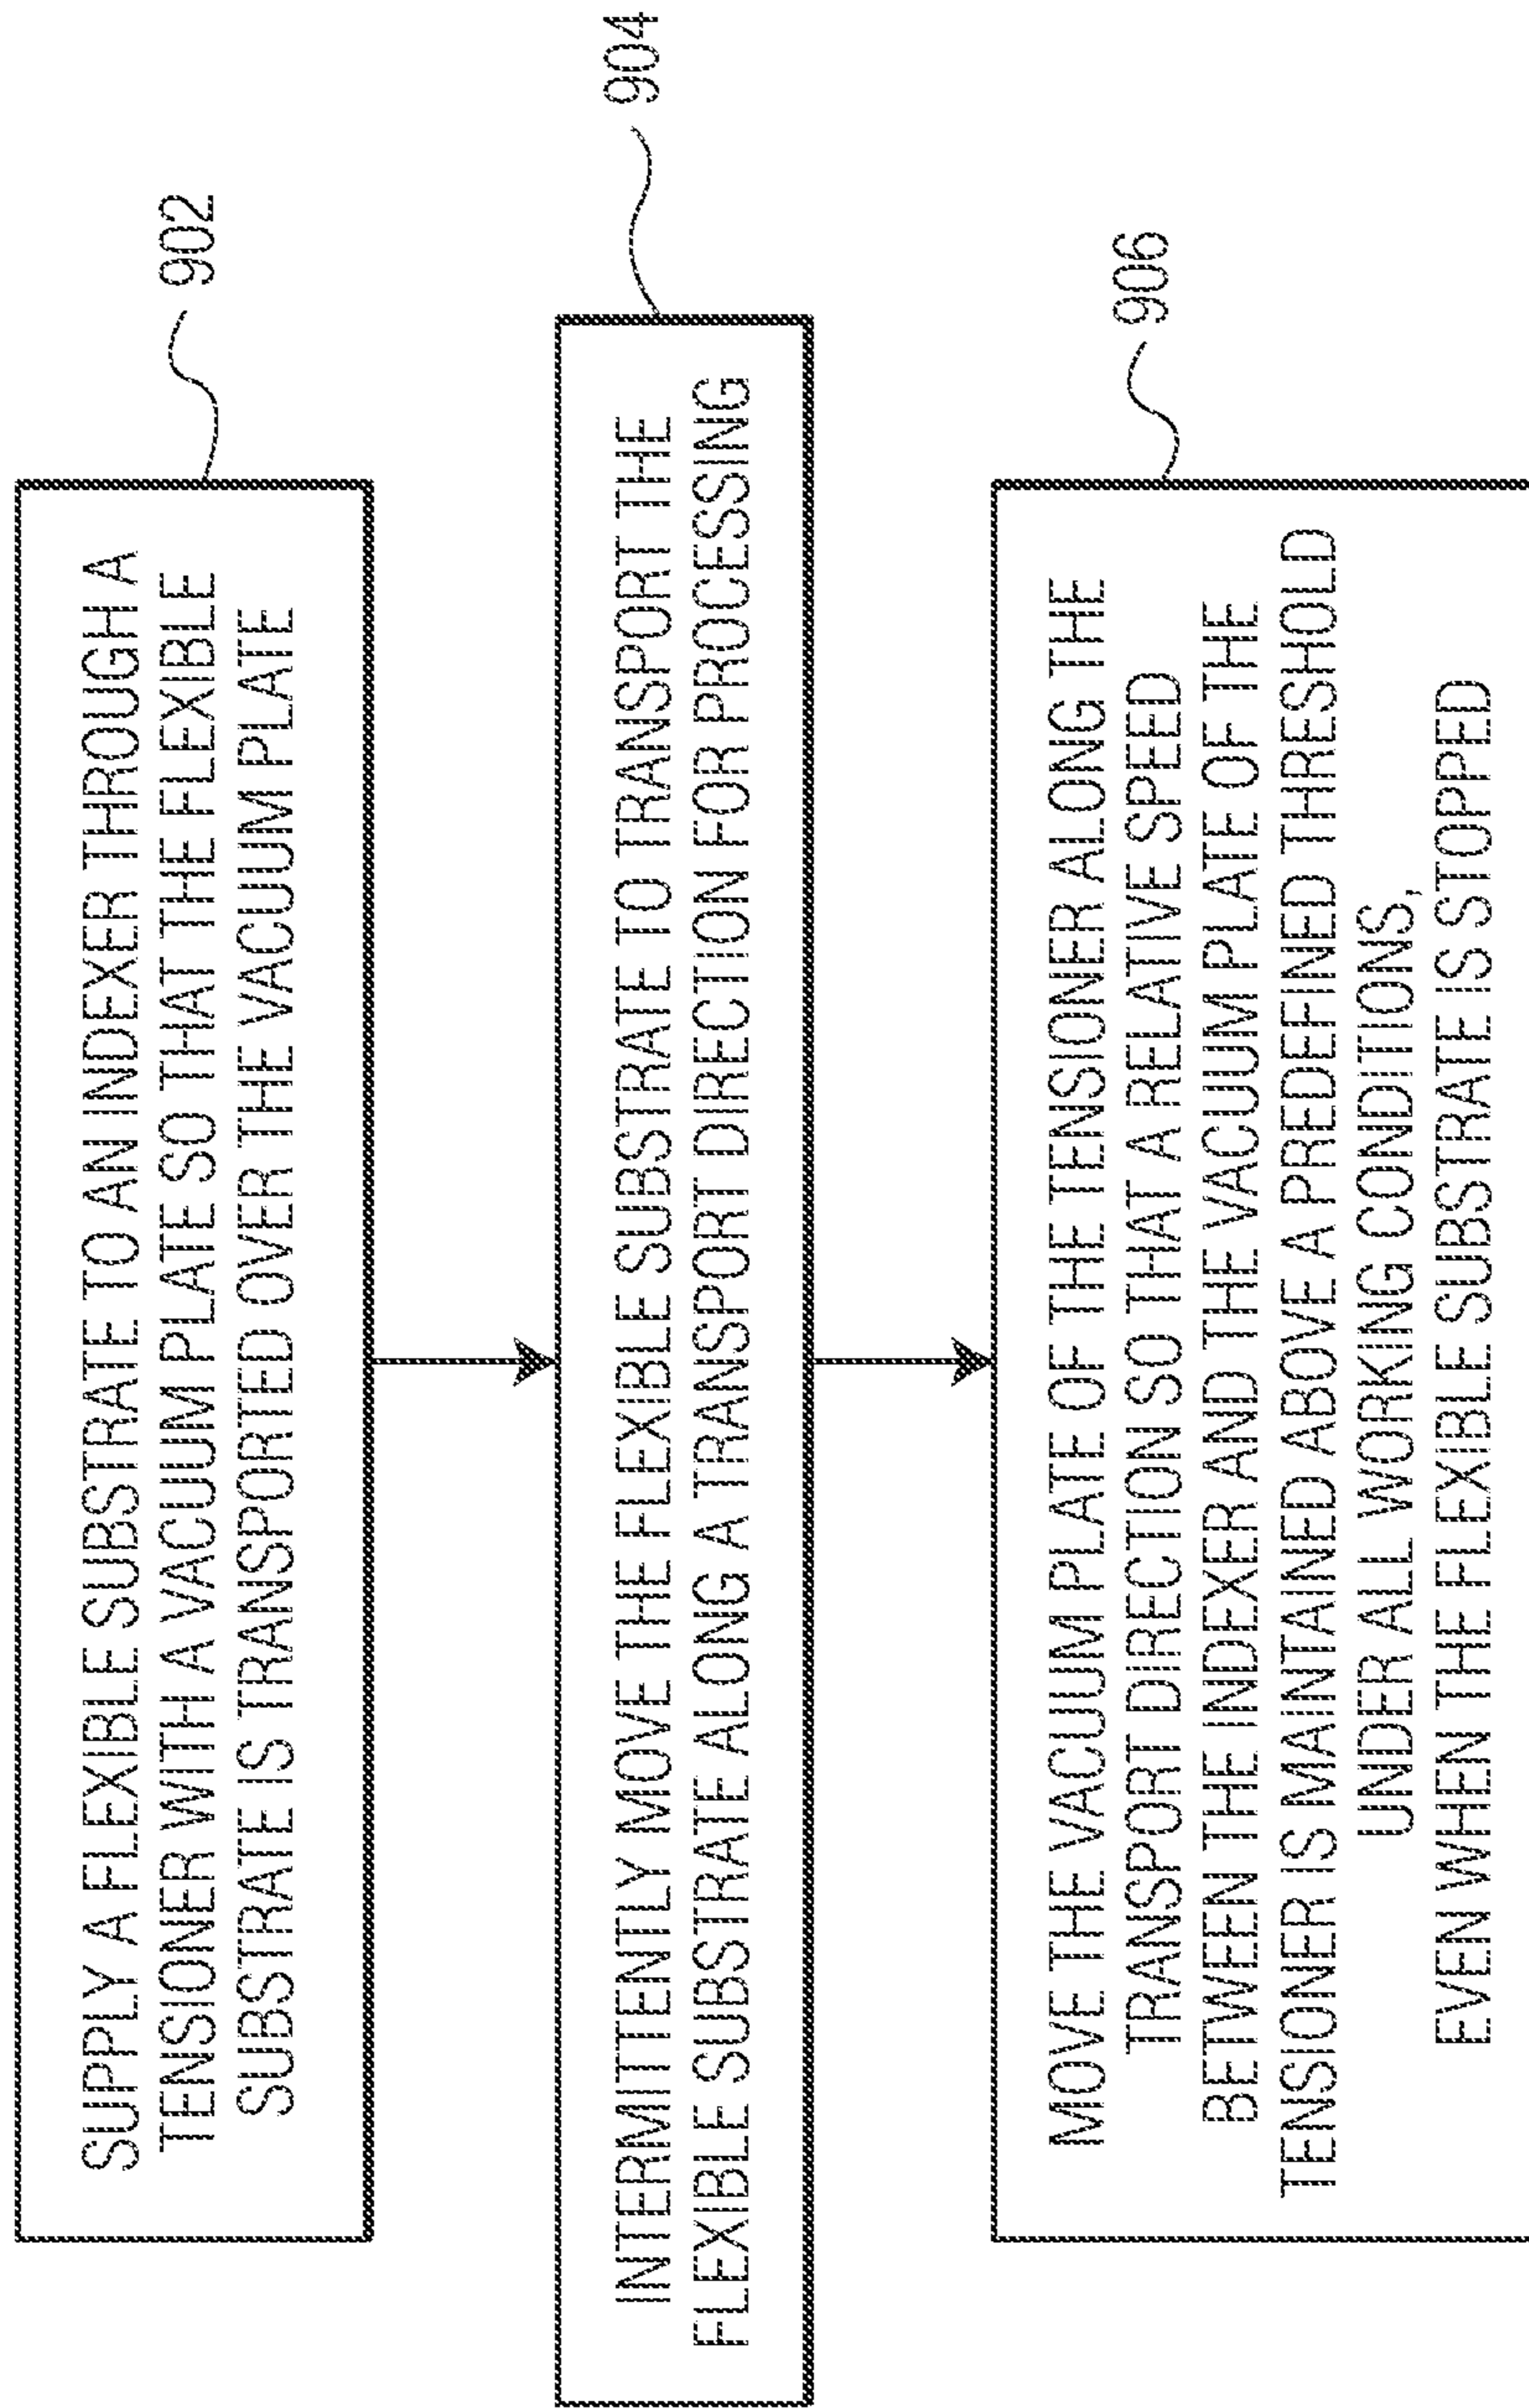 SUPPLY A FLEXIBLE SUBSTRATE TO AN INDEXER THROUGH A
TENSIONER WITH A VACUUM PLATE SO THAT THE FLEXIBLE
SUBSTRATE IS TRANSPORTED OVER THE VACUUM PLATE
902
INTERMITTENTLY MOVE THE FLEXIBLE SUBSTRATE TO TRANSPORT THE
FLEXIBLE SUBSTRATE ALONG A TRANSPORT DIRECTION FOR PROCESSING
904
MOVE THE VACUUM PLATE OF THE TENSIONER ALONG THE
TRANSPORT DIRECTION SO THAT A RELATIVE SPEED
BETWEEN THE INDEXER AND THE VACUUM PLATE OF THE
TENSIONER IS MAINTAINED ABOVE A PREDEFINED THRESHOLD
UNDER ALL WORKING CONDITIONS,
EVEN WHEN THE FLEXIBLE SUBSTRATE IS STOPPED
906